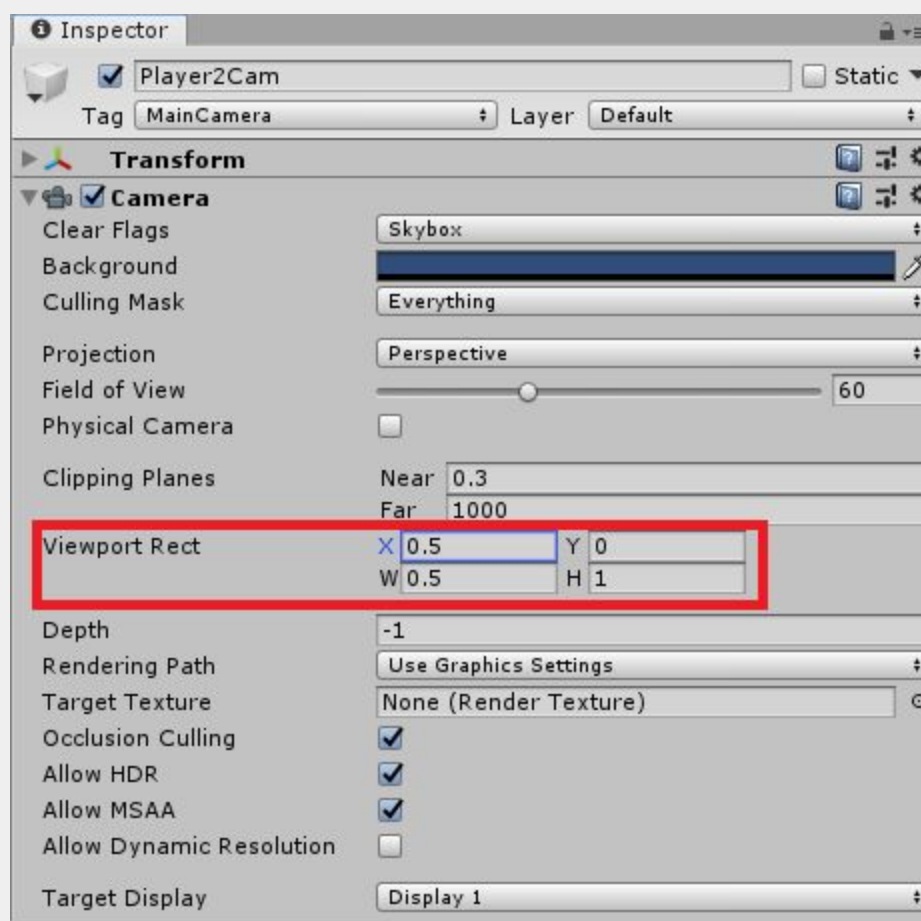 Inspector
Player2Cam Static
Tag MainCamera Layer Default
Transform
Camera
Clear Flags Skybox
Background
Culling Mask Everything
Projection Perspective
Field of View 60
Physical Camera
Clipping Planes Near 0.3
Far 1000
Viewport Rect X 0.5 Y 0
W 0.5 H 1
Depth -1
Rendering Path Use Graphics Settings
Target Texture None (Render Texture)
Occlusion Culling
Allow HDR
Allow MSAA
Allow Dynamic Resolution
Target Display Display 1